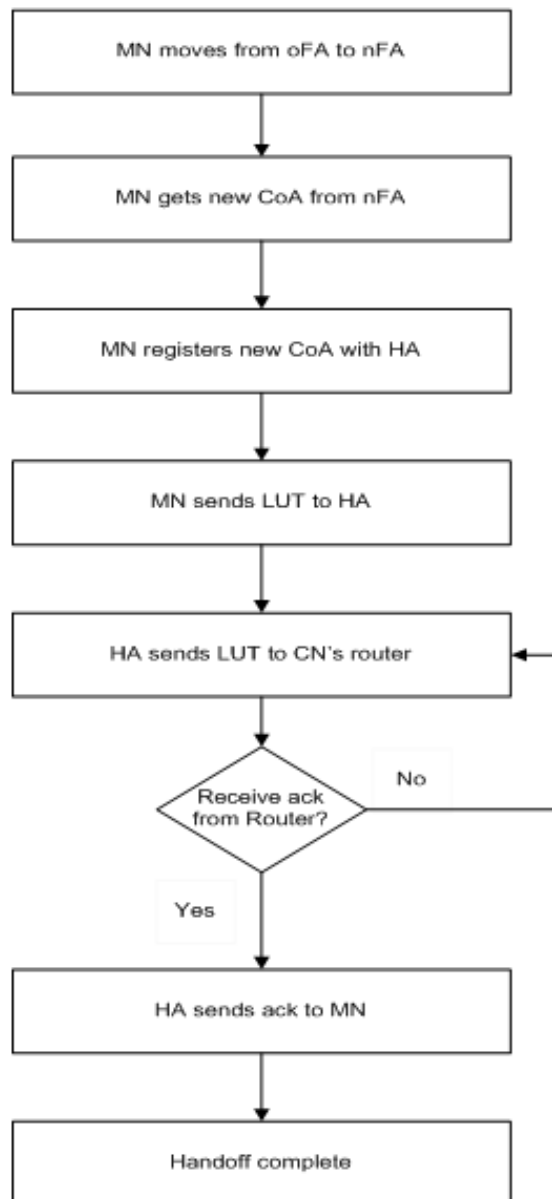 MN moves from oFA to nFA
MN gets new CoA from nFA
MN registers new CoA with HA
MN sends LUT to HA
HA sends LUT to CN's router
Receive ack
from Router?
No
Yes
HA sends ack to MN
Handoff complete